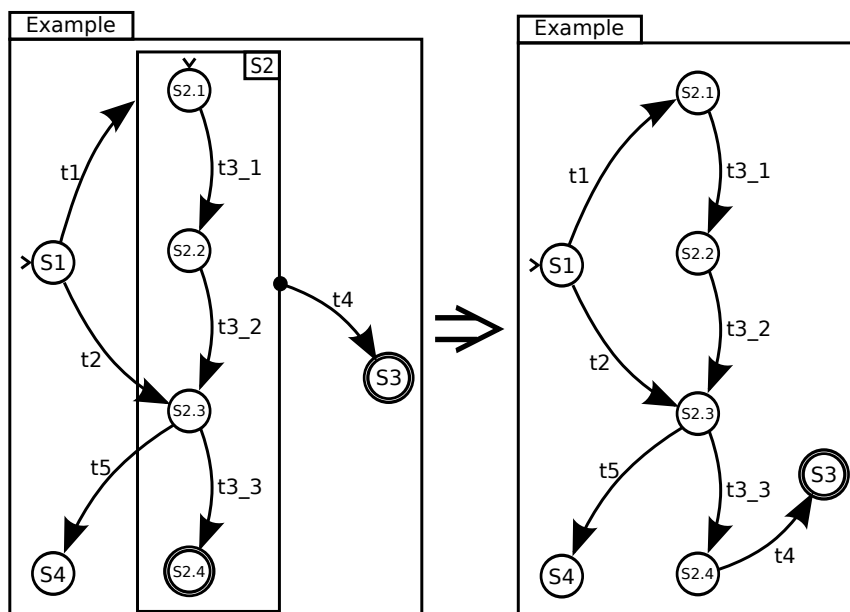 Example
S2
S2.1
t1
t3_1
S1
S2.2
t4
t2
t3_2
S3
S2.3
t5
t3_3
S4
S2.4
Example
S2.1
t1
t3_1
S1
S2.2
t2
t3_2
S2.3
t5
t3_3
S3
t4
S4
S2.4